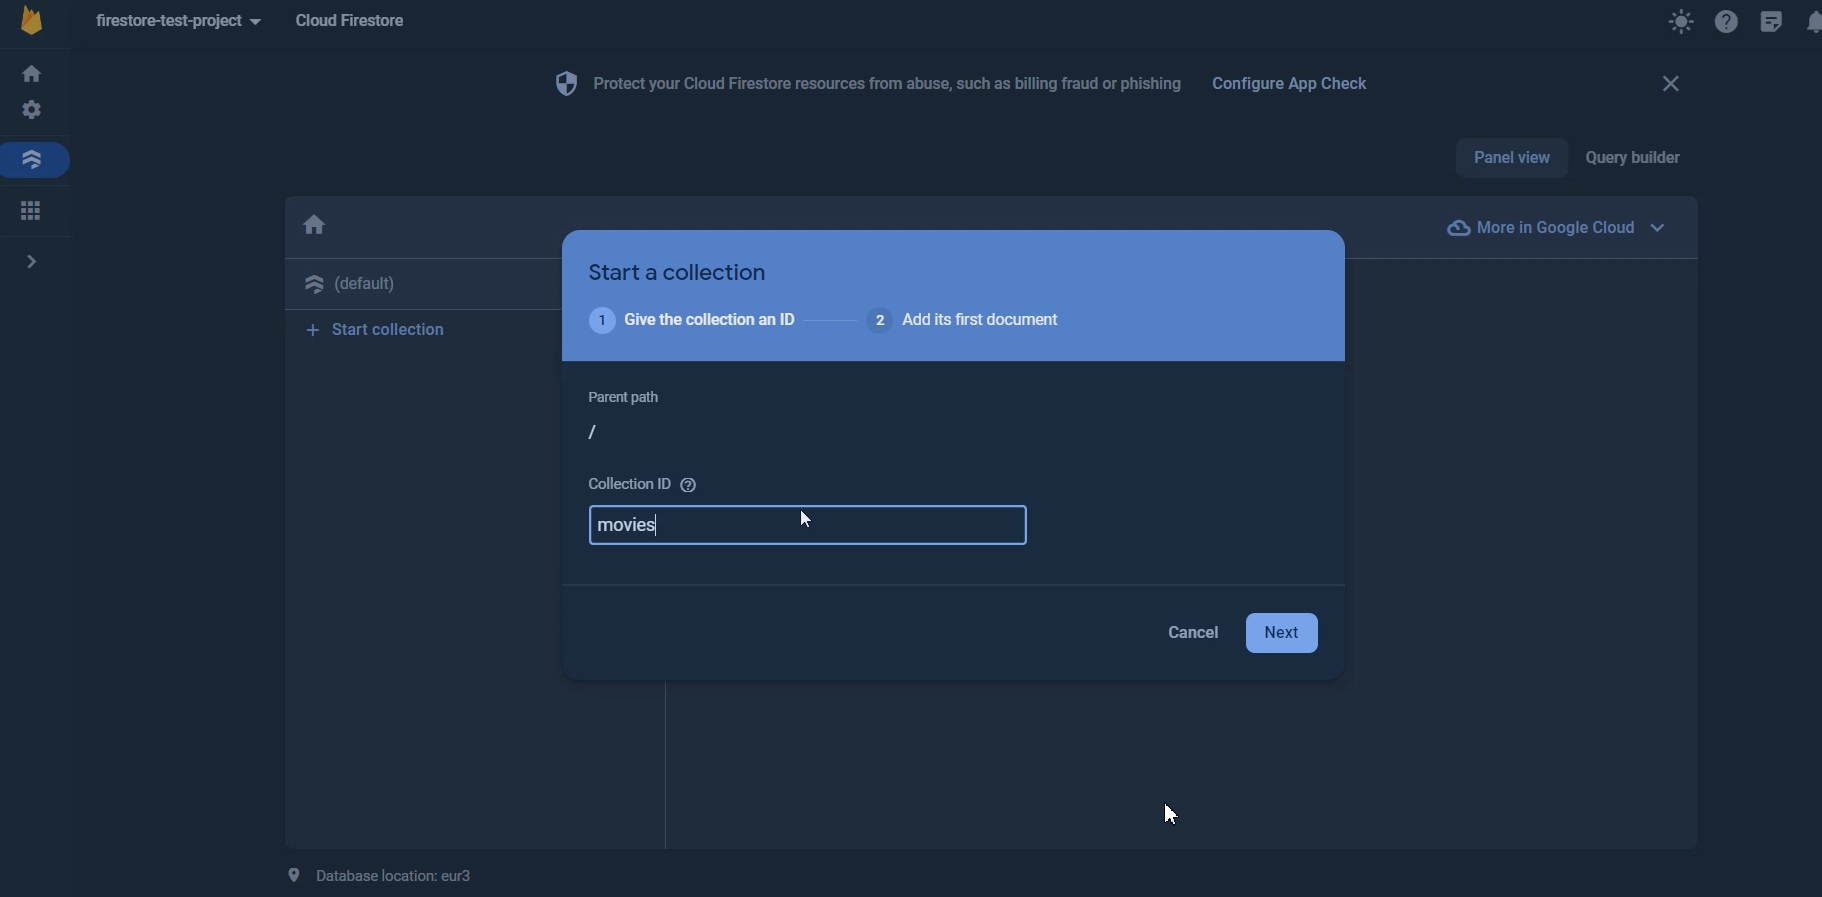 firestore-test-project Cloud Firestore
Protect your Cloud Firestore resources from abuse, such as billing fraud or phishing Configure App Check
Panel view Query builder
More in Google Cloud
(default)
+ Start collection
Start a collection
1 Give the collection an ID 2 Add its first document
Parent path
/
Collection ID ?
movies
Cancel Next
Database location: eur3